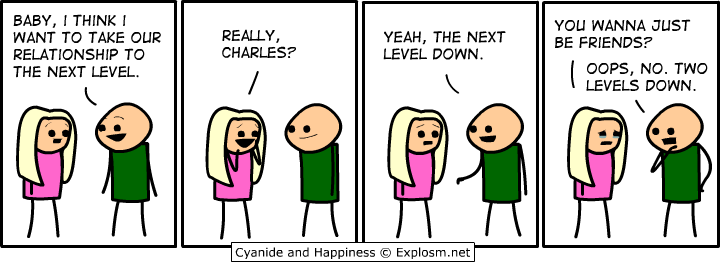 BABY, I THINK I
WANT TO TAKE OUR
RELATIONSHIP TO
THE NEXT LEVEL.
REALLY,
CHARLES?
YEAH, THE NEXT
LEVEL DOWN.
YOU WANNA JUST
BE FRIENDS?
OOPS, NO. TWO
LEVELS DOWN.
Cyanide and Happiness © Explosm.net